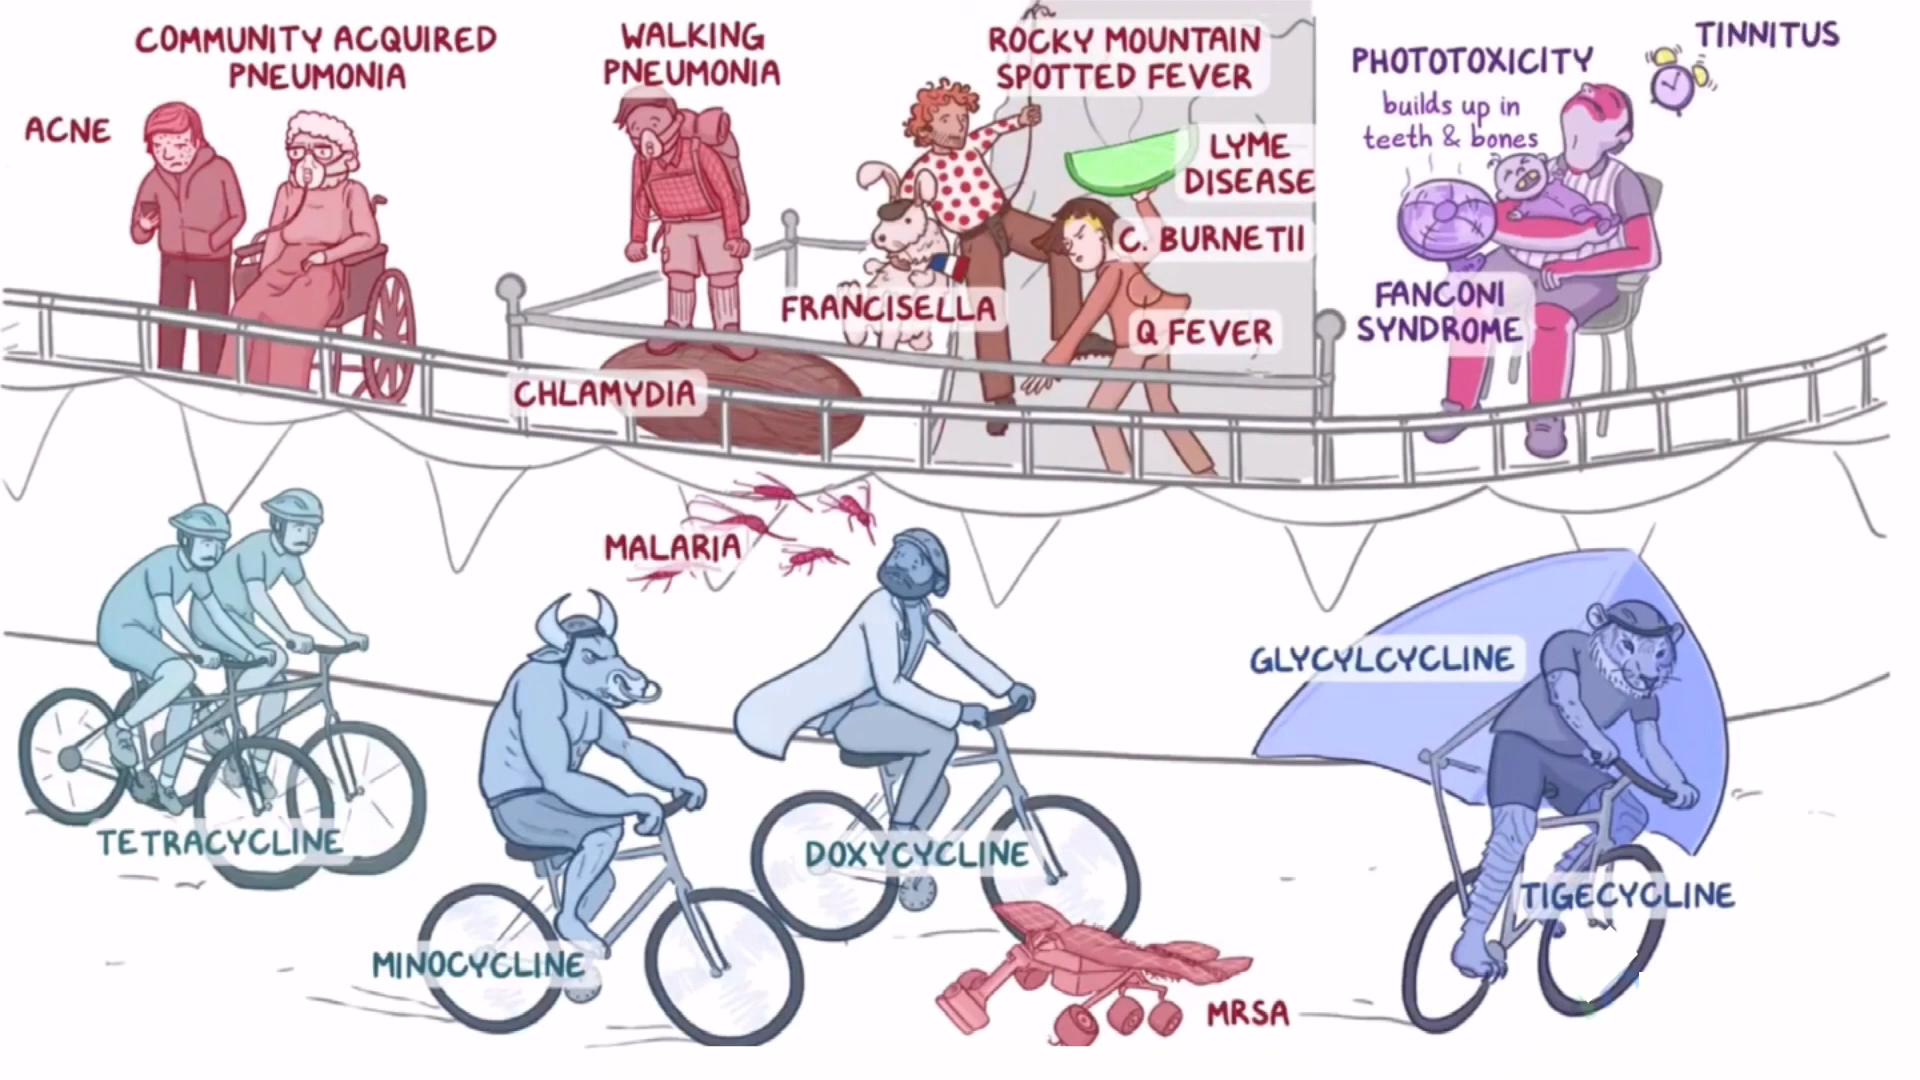 COMMUNITY ACQUIRED
PNEUMONIA
ACNE
WALKING
PNEUMONIA
ROCKY MOUNTAIN
SPOTTED FEVER
LYME
DISEASE
C. BURNETII
Q FEVER
FRANCISELLA
CHLAMYDIA
TINNITUS
PHOTOTOXICITY
builds up in
teeth & bones
FANCONI
SYNDROME
MALARIA
TETRACYCLINE
MINOCYCLINE
DOXYCYCLINE
MRSA
GLYCYLCYCLINE
TIGECYCLINE